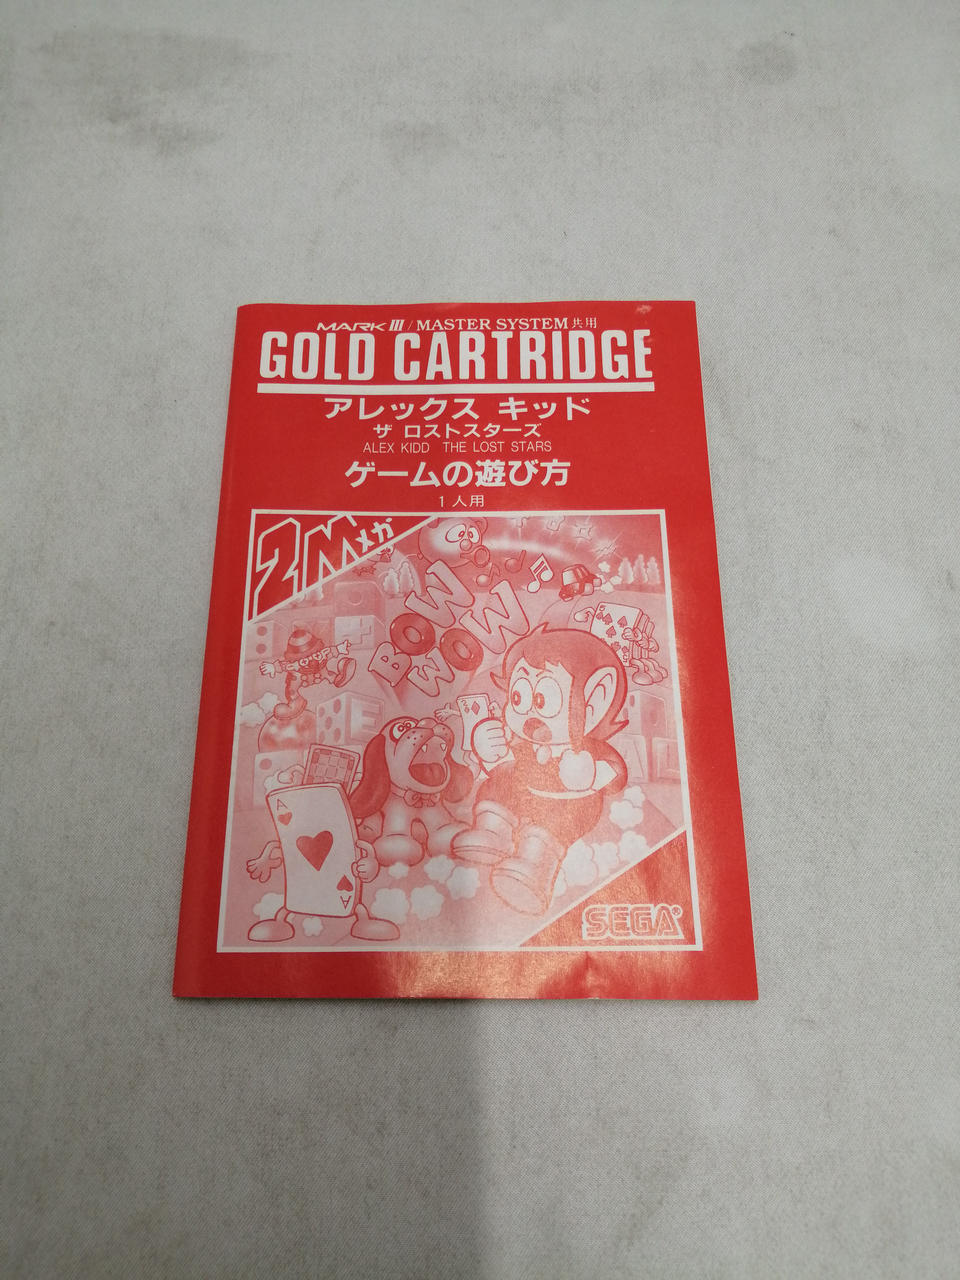 MARK III / MASTER SYSTEM 共用
GOLD CARTRIDGE
アレックス キッド
ザ ロストスターズ
ALEX KIDD THE LOST STARS
ゲームの遊び方
1人用
2Mメガ
BOW
WOW
E
A
A
SEGA®